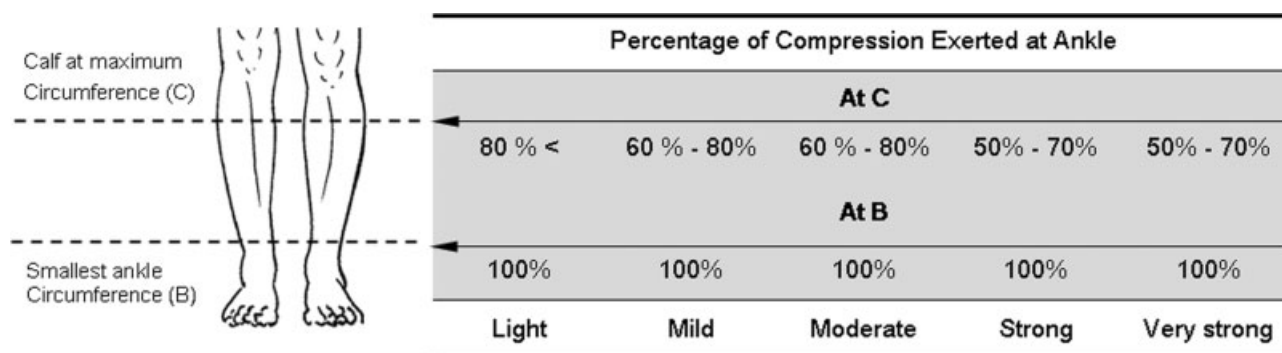 Percentage of Compression Exerted at Ankle
Calf at maximum
Circumference (C)
At C
80 % < 60 % - 80% 60 % - 80% 50% - 70% 50% - 70%
At B
Smallest ankle
Circumference (B)
100% 100% 100% 100% 100%
Light Mild Moderate Strong Very strong